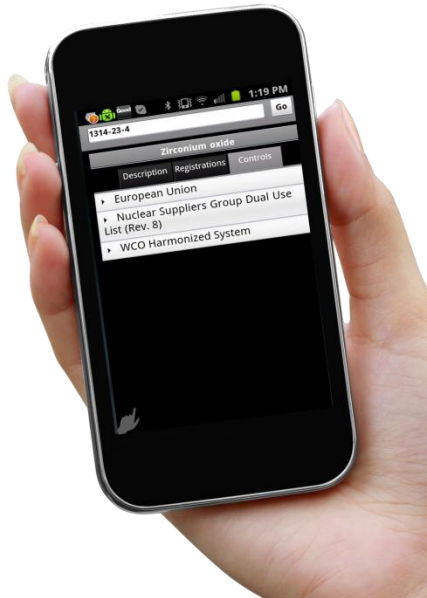 Good
1:19 PM
1314-23-4
Go
Zirconium oxide
Description Registrations Controls
European Union
Nuclear Suppliers Group Dual Use
List (Rev. 8)
WCO Harmonized System